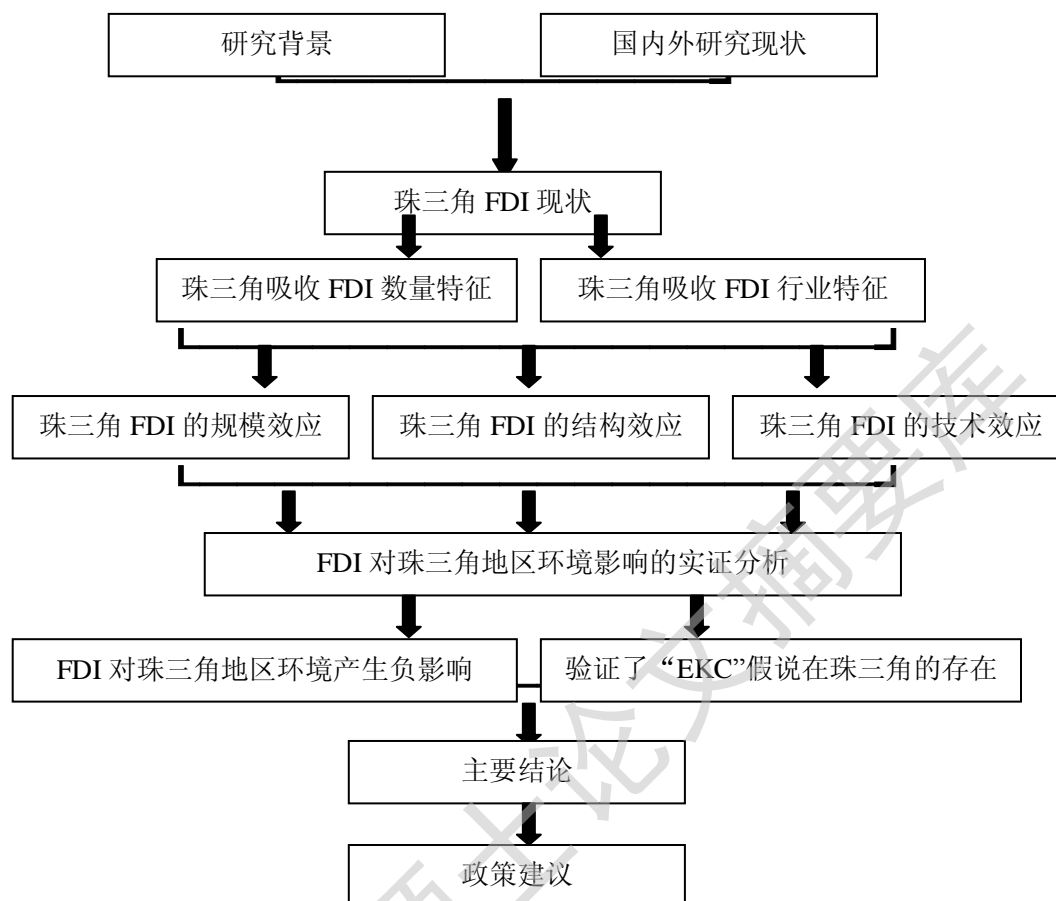 研究背景
国内外研究现状
珠三角 FDI 现状
珠三角吸收 FDI 数量特征
珠三角吸收 FDI 行业特征
珠三角 FDI 的规模效应
珠三角 FDI 的结构效应
珠三角 FDI 的技术效应
FDI 对珠三角地区环境影响的实证分析
FDI 对珠三角地区环境产生负影响
验证了“EKC”假说在珠三角的存在
主要结论
政策建议
士论文摘要库